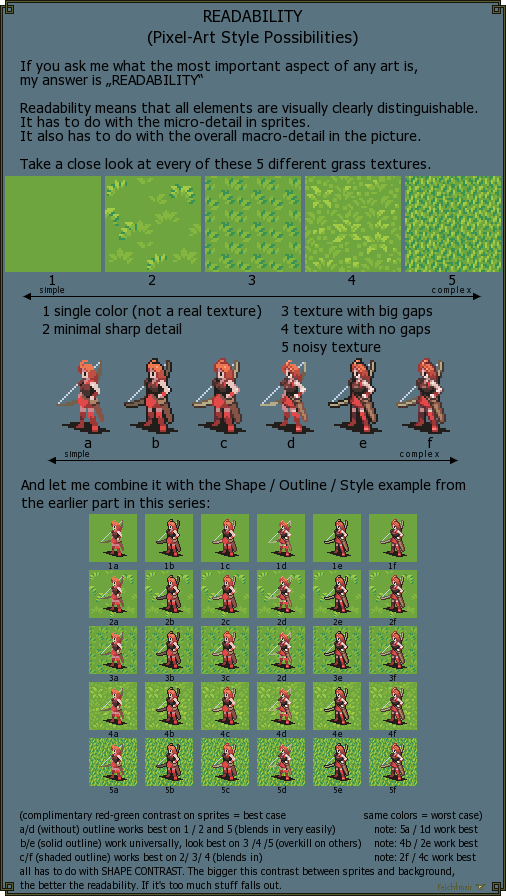 READABILITY
(Pixel-Art Style Possibilities)
If you ask me what the most important aspect of any art is,
my answer is „READABILITY“
Readability means that all elements are visually clearly distinguishable.
It has to do with the micro-detail in sprites.
It also has to do with the overall macro-detail in the picture.
Take a close look at every of these 5 different grass textures.
1 2 3 4 5
simple complex
1 single color (not a real texture) 3 texture with big gaps
2 minimal sharp detail 4 texture with no gaps
5 noisy texture
a b c d e f
simple complex
And let me combine it with the Shape / Outline / Style example from
the earlier part in this series:
1a 1b 1c 1d 1e 1f
2a 2b 2c 2d 2e 2f
3a 3b 3c 2d 3e 3f
4a 4b 4c 4d 4e 4f
5a 5b 5c 5d 5e 5f
(complimentary red-green contrast on sprites = best case same colors = worst case)
a/d (without) outline works best on 1 / 2 and 5 (blends in very easily) note: 5a / 1d work best
b/e (solid outline) work universally, look best on 3 /4 /5 (overkill on others) note: 4b / 2e work best
c/f (shaded outline) works best on 2/ 3/ 4 (blends in) note: 2f / 4c work best
all has to do with SHAPE CONTRAST. The bigger this contrast between sprites and background,
the better the readability. If it's too much stuff falls out.